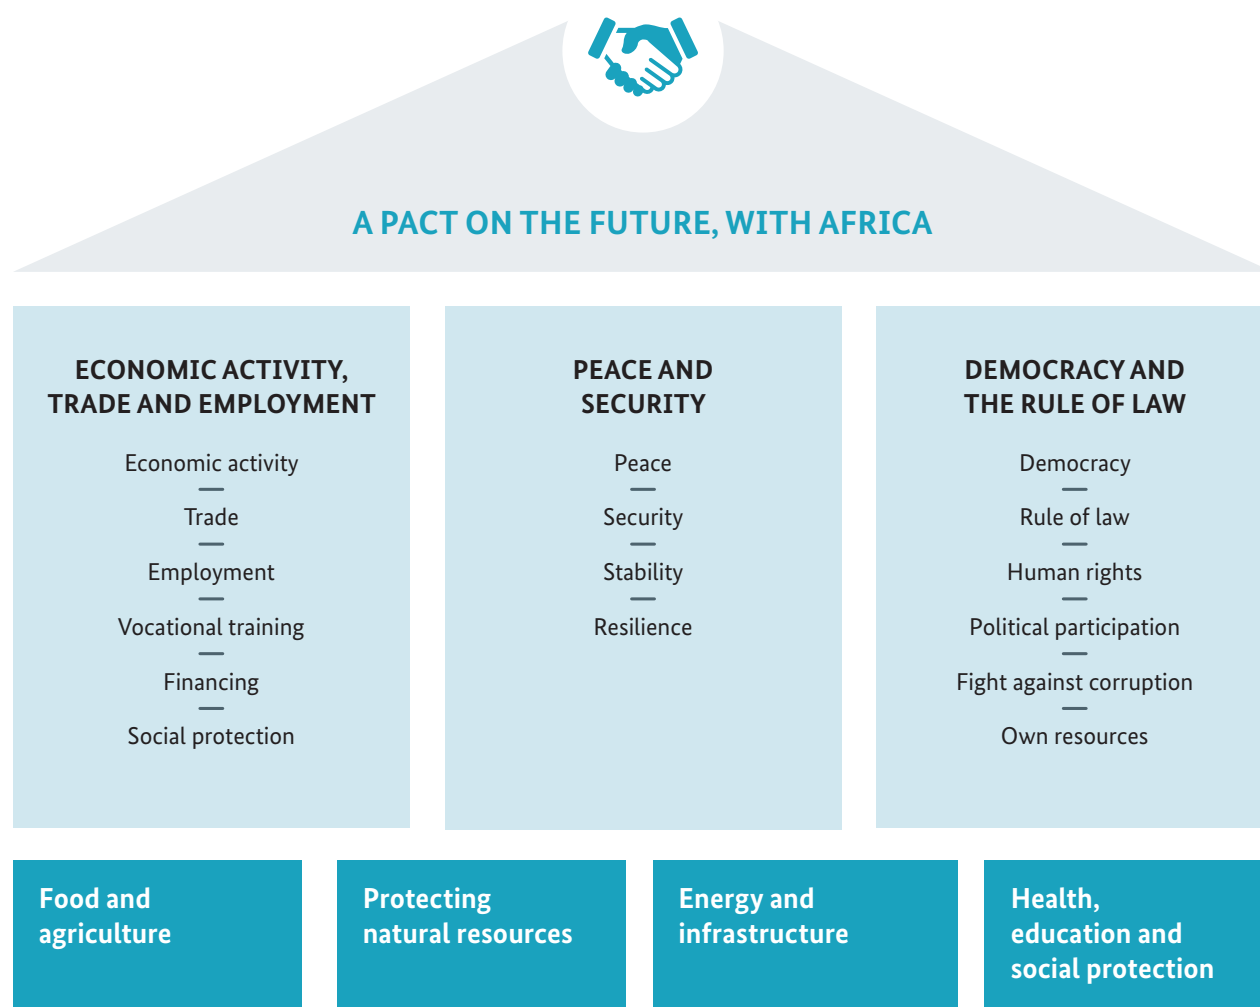 A PACT ON THE FUTURE, WITH AFRICA
ECONOMIC ACTIVITY,
TRADE AND EMPLOYMENT
Economic activity
Trade
Employment
Vocational training
Financing
Social protection
PEACE AND
SECURITY
Peace
Security
Stability
Resilience
DEMOCRACY AND
THE RULE OF LAW
Democracy
Rule of law
Human rights
Political participation
Fight against corruption
Own resources
Food and
agriculture
Protecting
natural resources
Energy and
infrastructure
Health,
education and
social protection